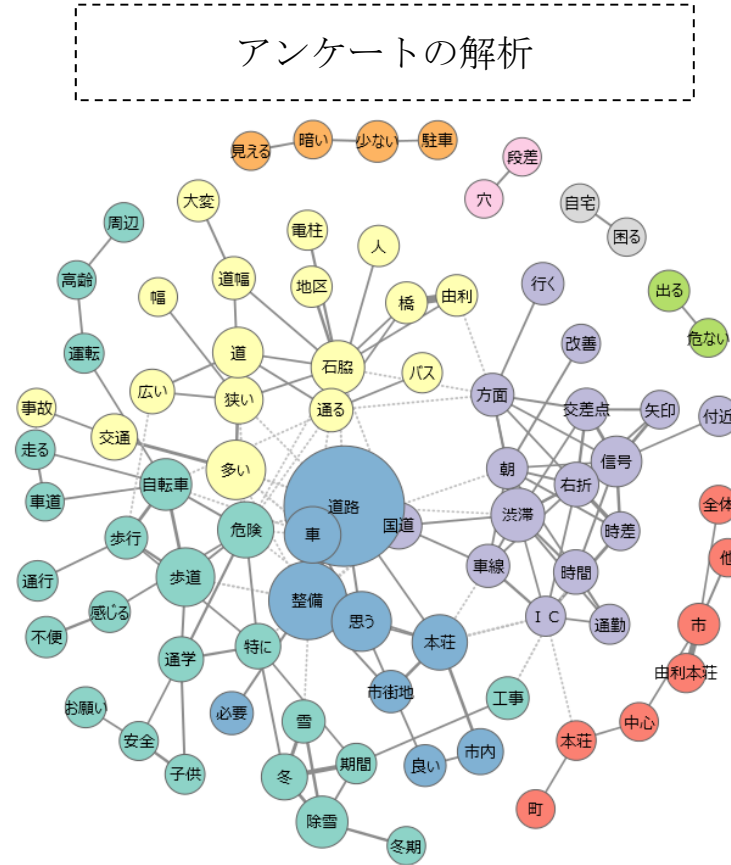 アンケートの解析
見える
暗い
少ない
駐車
段差
穴
自宅
困る
出る
危ない
大変
電柱
人
周辺
高齢
運転
幅
道幅
地区
橋
由利
行く
改善
道
石脇
バス
方面
交差点
矢印
付近
広い
狭い
通る
事故
交通
多い
走る
車道
自転車
朝
右折
信号
道路
国道
渋滞
時差
全体
他
歩行
危険
車
車線
時間
通行
歩道
整備
思う
ＩＣ
通勤
市
不便
感じる
通学
特に
本荘
市街地
由利本荘
お願い
安全
子供
必要
雪
工事
中心
本荘
冬
期間
良い
市内
町
除雪
冬期